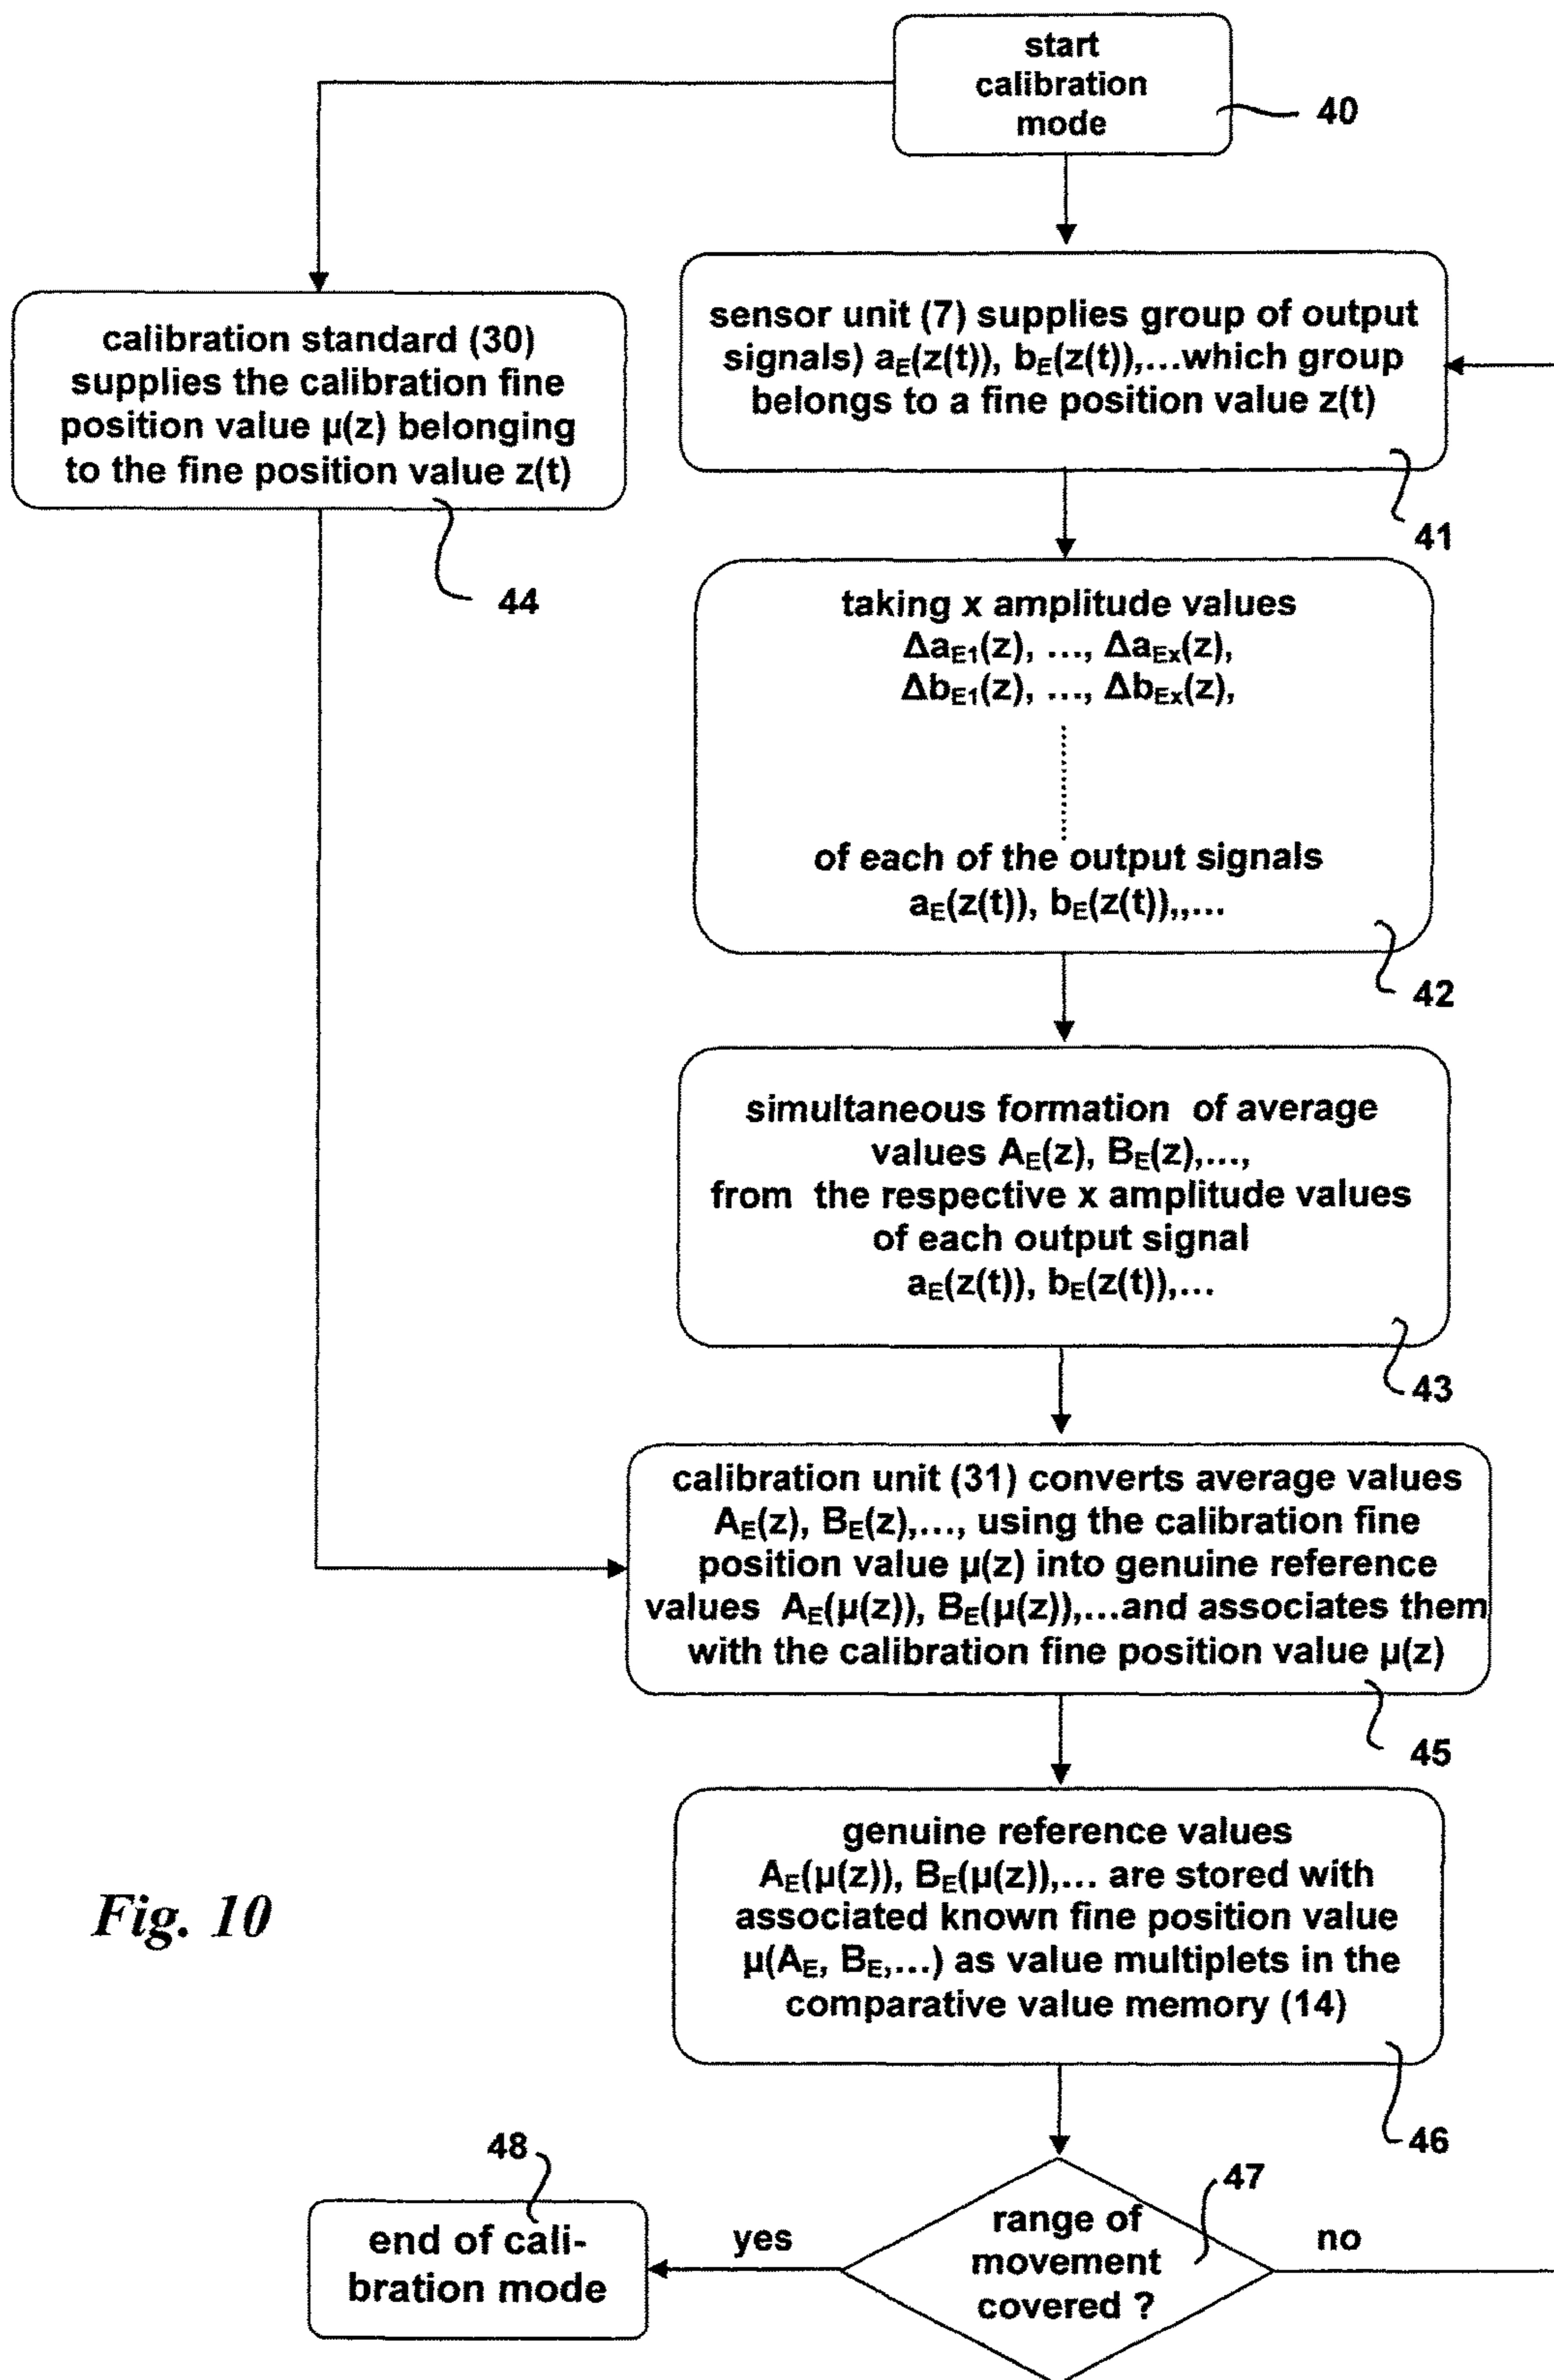 start
calibration
mode
40
calibration standard (30)
supplies the calibration fine
position value µ(z) belonging
to the fine position value z(t)
44
sensor unit (7) supplies group of output
signals) aE(z(t)), bE(z(t)),...which group
belongs to a fine position value z(t)
41
taking x amplitude values
ΔaE1(z), ..., ΔaEx(z),
ΔbE1(z), ..., ΔbEx(z),
of each of the output signals
aE(z(t)), bE(z(t)),,...
42
simultaneous formation of average
values AE(z), BE(z),...,
from the respective x amplitude values
of each output signal
aE(z(t)), bE(z(t)),...
43
calibration unit (31) converts average values
AE(z), BE(z),..., using the calibration fine
position value µ(z) into genuine reference
values AE(µ(z)), BE(µ(z)),...and associates them
with the calibration fine position value µ(z)
45
genuine reference values
AE(µ(z)), BE(µ(z)),... are stored with
associated known fine position value
µ(AE, BE,...) as value multiplets in the
comparative value memory (14)
46
Fig. 10
range of
movement
covered ?
47
yes
no
48
end of cali-
bration mode